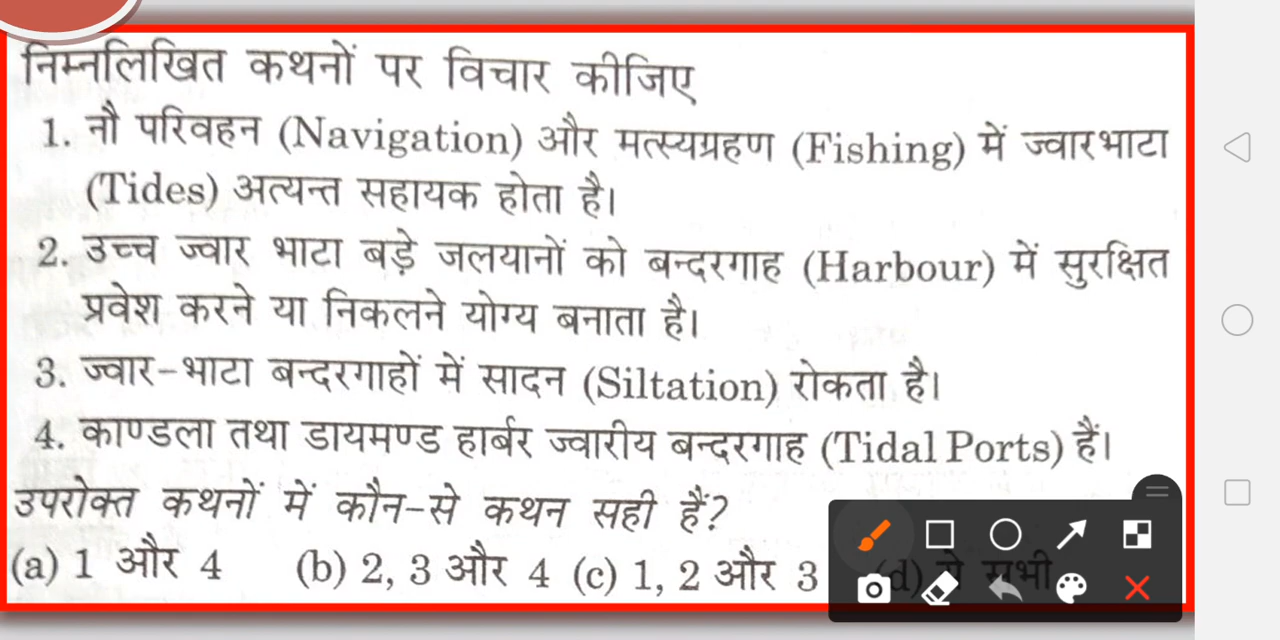 निम्नलिखित कथनों पर विचार कीजिए
1. नौ परिवहन (Navigation) और मत्स्यग्रहण (Fishing) में ज्वारभाटा
(Tides) अत्यन्त सहायक होता है।
2. उच्च ज्वार भाटा बड़े जलयानों को बन्दरगाह (Harbour) में सुरक्षित
प्रवेश करने या निकलने योग्य बनाता है।
3. ज्वार-भाटा बन्दरगाहों में सादन (Siltation) रोकता है।
4. काण्डला तथा डायमण्ड हार्बर ज्वारीय बन्दरगाह (Tidal Ports) हैं।
उपरोक्त कथनों में कौन-से कथन सही हैं?
(a) 1 और 4 (b) 2, 3 और 4 (c) 1, 2 और 3 (d) ये सभी